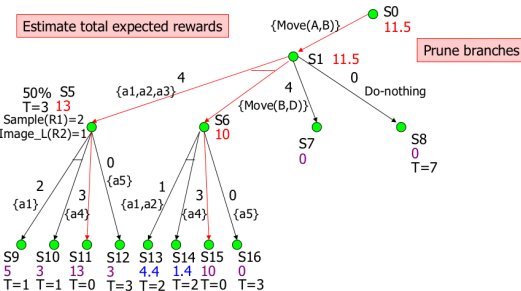 Estimate total expected rewards
{Move(A,B)}
S0
11.5
Prune branches
S1 11.5
4
{a1,a2,a3}
4
{Move(B,D)}
0
Do-nothing
50% S5
T=3 13
Sample(R1)=2
Image_L(R2)=1
S6
10
S7
0
S8
0
T=7
2
{a1}
3
{a4}
0
{a5}
1
{a1,a2}
3
{a4}
0
{a5}
S9 S10 S11 S12 S13 S14 S15 S16
5 3 13 3 4.4 1.4 10 0
T=1 T=1 T=0 T=3 T=2 T=2 T=0 T=3